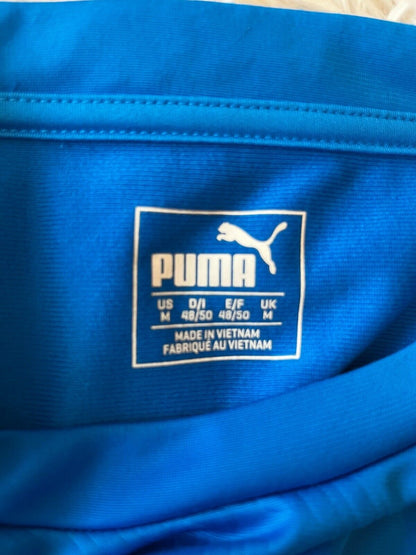 PUMA
US D/I E/F UK
M 48/50 48/50 M
MADE IN VIETNAM
FABRIQUÉ AU VIETNAM